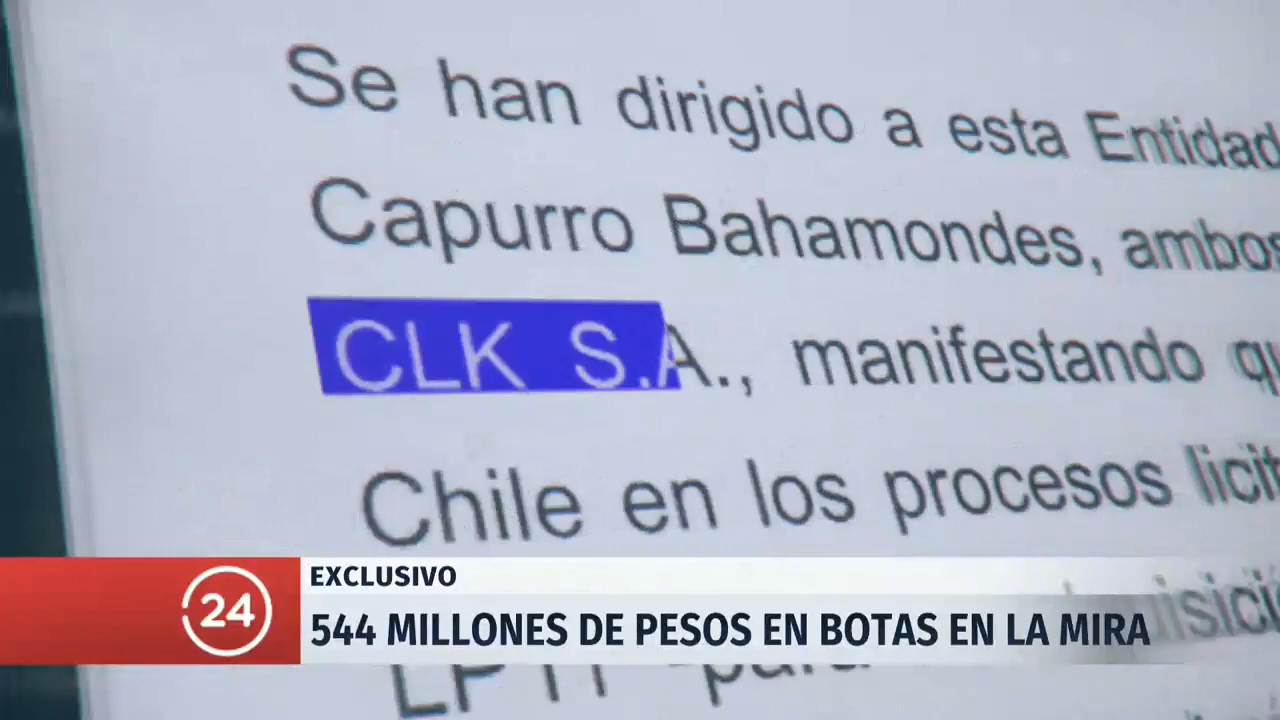 Se han dirigido a esta Entidad
Capurro Bahamondes, ambos
CLK S.A., manifestando
Chile en los procesos
24
EXCLUSIVO
544 MILLONES DE PESOS EN BOTAS EN LA MIRA